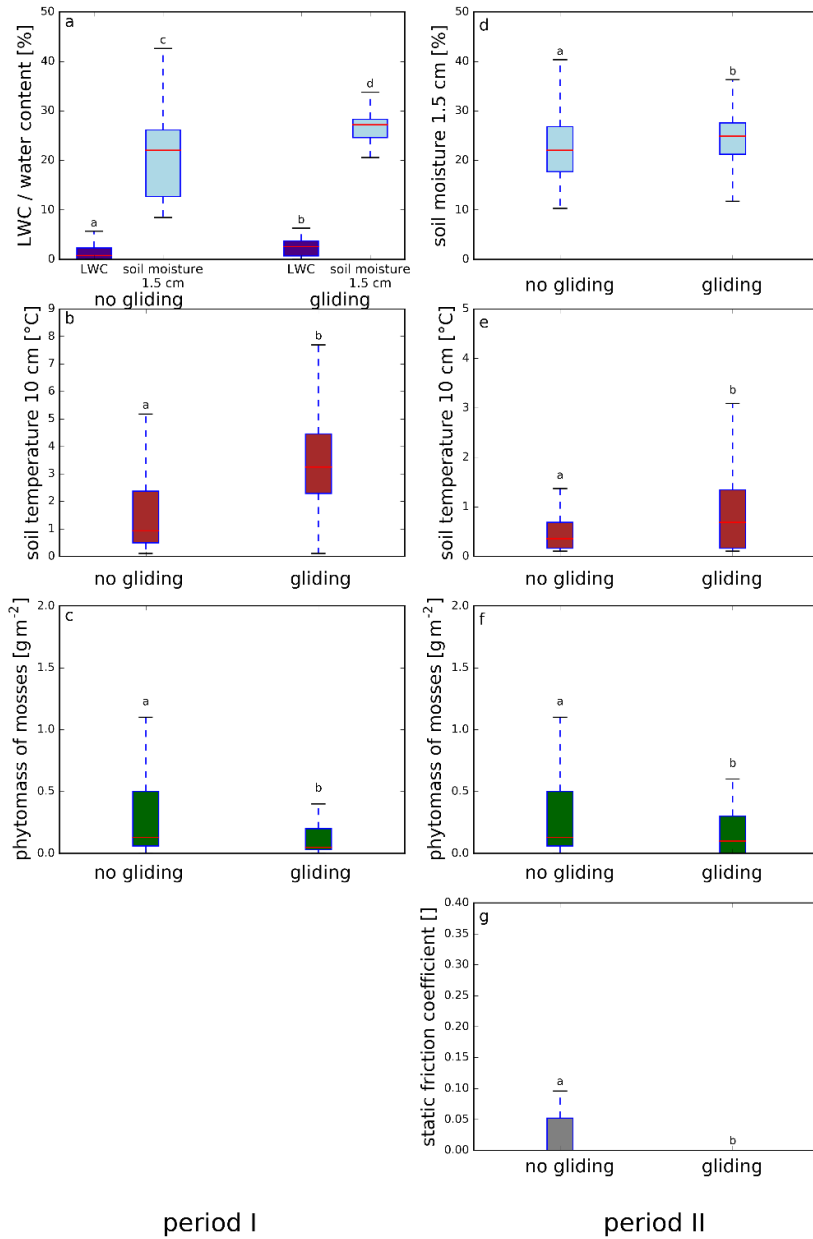 a
LWC / water content [%]
50
40
30
20
10
0
a
c
b
d
LWC
soil moisture
1.5 cm
LWC
soil moisture
1.5 cm
no gliding
gliding
d
soil moisture 1.5 cm [%]
50
40
30
20
10
0
a
b
no gliding
gliding
b
soil temperature 10 cm [°C]
9
8
7
6
5
4
3
2
1
0
a
b
no gliding
gliding
e
soil temperature 10 cm [°C]
5
4
3
2
1
0
a
b
no gliding
gliding
c
phytomass of mosses [gm⁻²]
2.0
1.5
1.0
0.5
0.0
a
b
no gliding
gliding
f
phytomass of mosses [gm⁻²]
2.0
1.5
1.0
0.5
0.0
a
b
no gliding
gliding
g
static friction coefficient []
0.40
0.35
0.30
0.25
0.20
0.15
0.10
0.05
0.00
a
b
no gliding
gliding
period I
period II